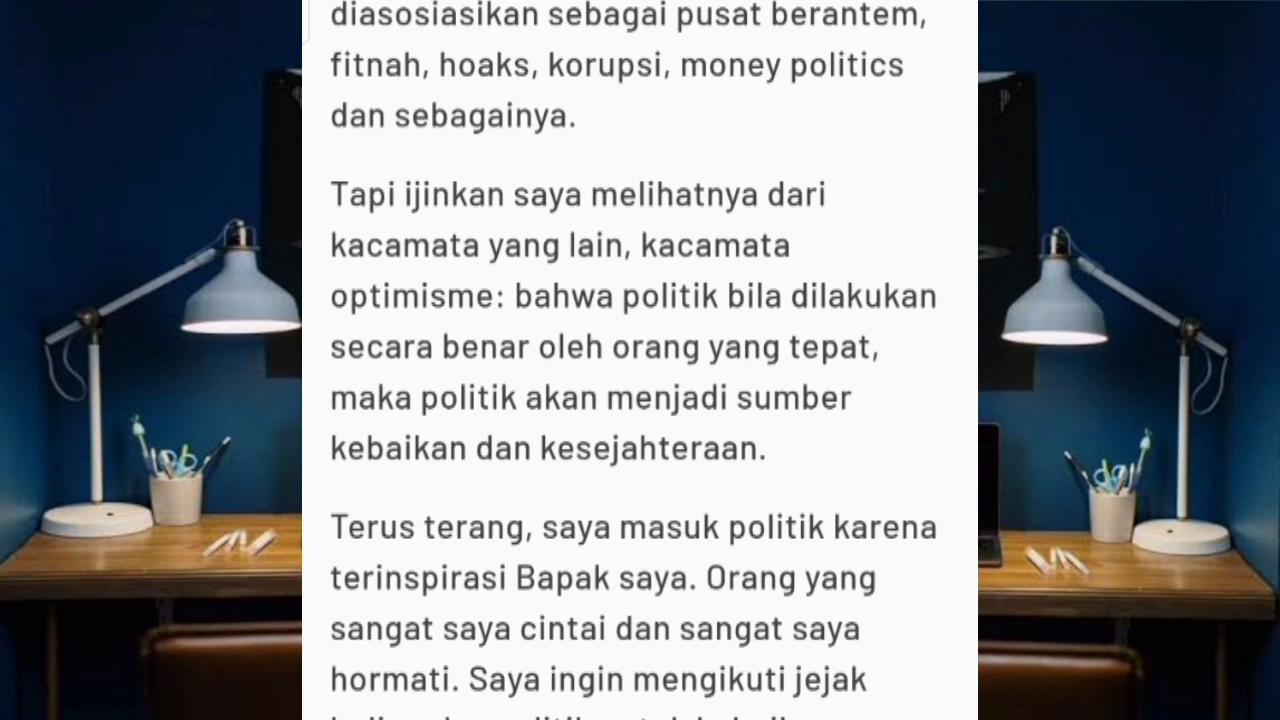 diasosiasikan sebagai pusat berantem,
fitnah, hoaks, korupsi, money politics
dan sebagainya.
Tapi ijinkan saya melihatnya dari
kacamata yang lain, kacamata
optimisme: bahwa politik bila dilakukan
secara benar oleh orang yang tepat,
maka politik akan menjadi sumber
kebaikan dan kesejahteraan.
Terus terang, saya masuk politik karena
terinspirasi Bapak saya. Orang yang
sangat saya cintai dan sangat saya
hormati. Saya ingin mengikuti jejak